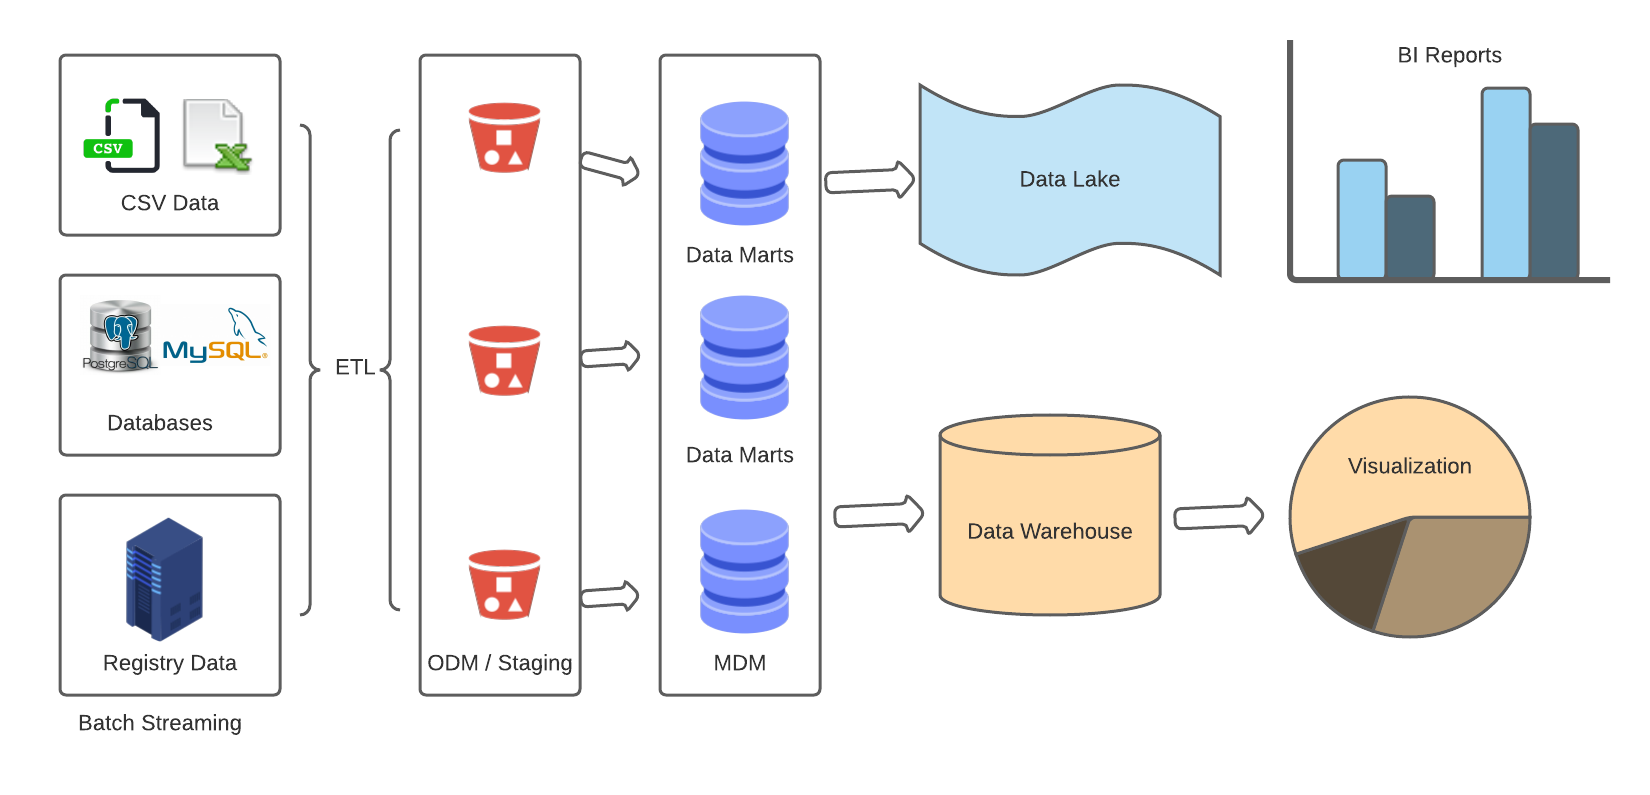 CSV
CSV Data
PostgreSQL
MySQL
Databases
Registry Data
Batch Streaming
ETL
ODM / Staging
Data Marts
Data Marts
MDM
Data Lake
Data Warehouse
BI Reports
Visualization